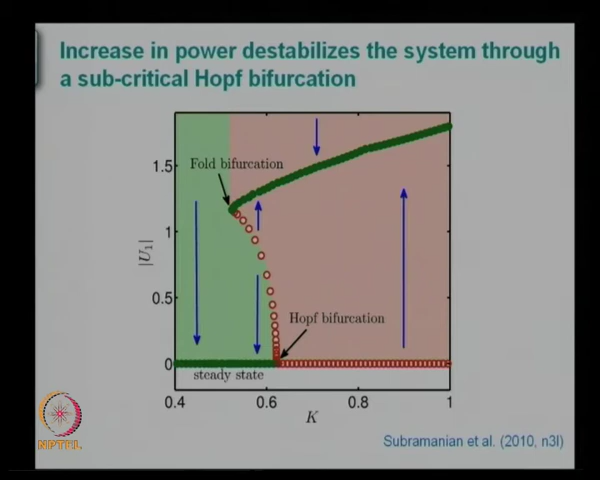 Increase in power destabilizes the system through
a sub-critical Hopf bifurcation
1.5
Fold bifurcation
1
|U₁|
0.5
Hopf bifurcation
0
steady state
0.4 0.6 0.8 1
K
NPTEL
Subramanian et al. (2010, n3l)